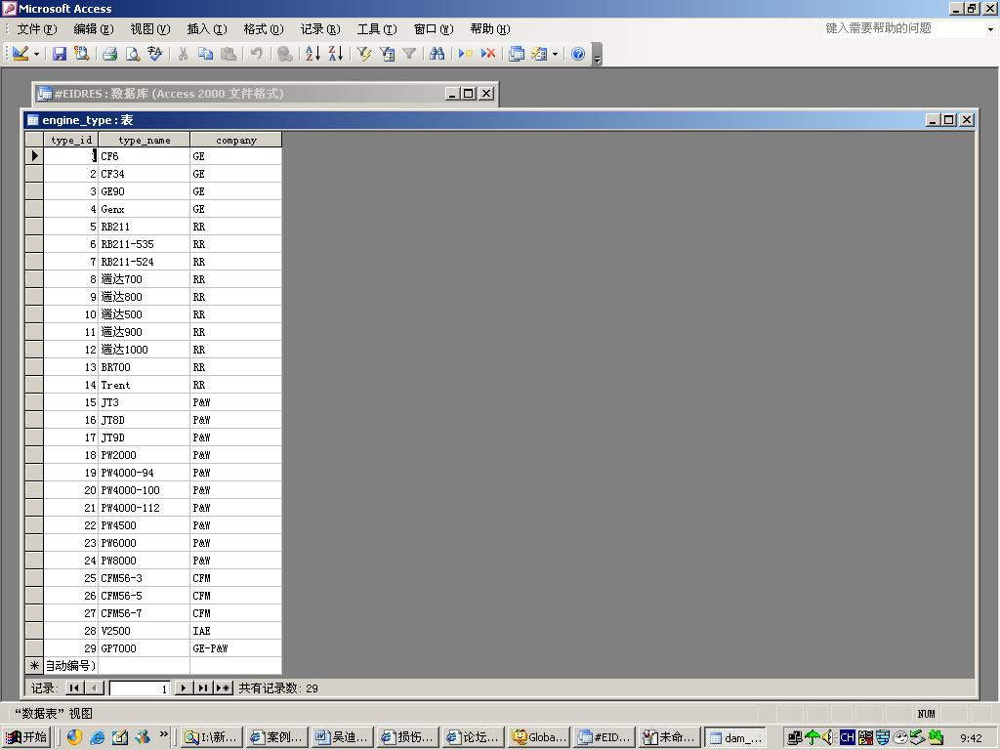 Microsoft Access
文件(F) 编辑(E) 视图(V) 插入(I) 格式(O) 记录(R) 工具(T) 窗口(W) 帮助(H) 键入需要帮助的问题
#EIDRES : 数据库 (Access 2000 文件格式)
engine_type : 表
type_id type_name company
1 CF6 GE
2 CF34 GE
3 GE90 GE
4 Genx GE
5 RB211 RR
6 RB211-535 RR
7 RB211-524 RR
8 遄达700 RR
9 遄达800 RR
10 遄达500 RR
11 遄达900 RR
12 遄达1000 RR
13 BR700 RR
14 Trent RR
15 JT3 P&W
16 JT8D P&W
17 JT9D P&W
18 PW2000 P&W
19 PW4000-94 P&W
20 PW4000-100 P&W
21 PW4000-112 P&W
22 PW4500 P&W
23 PW6000 P&W
24 PW8000 P&W
25 CFM56-3 CFM
26 CFM56-5 CFM
27 CFM56-7 CFM
28 V2500 IAE
29 GP7000 GE-P&W
自动编号)
记录: 1 共有记录数: 29
“数据表” 视图 NUM
开始 I:\新... 案例... 吴迪... 损伤... 论坛... Globa... #EID... 未命... dam_... CH 9:42